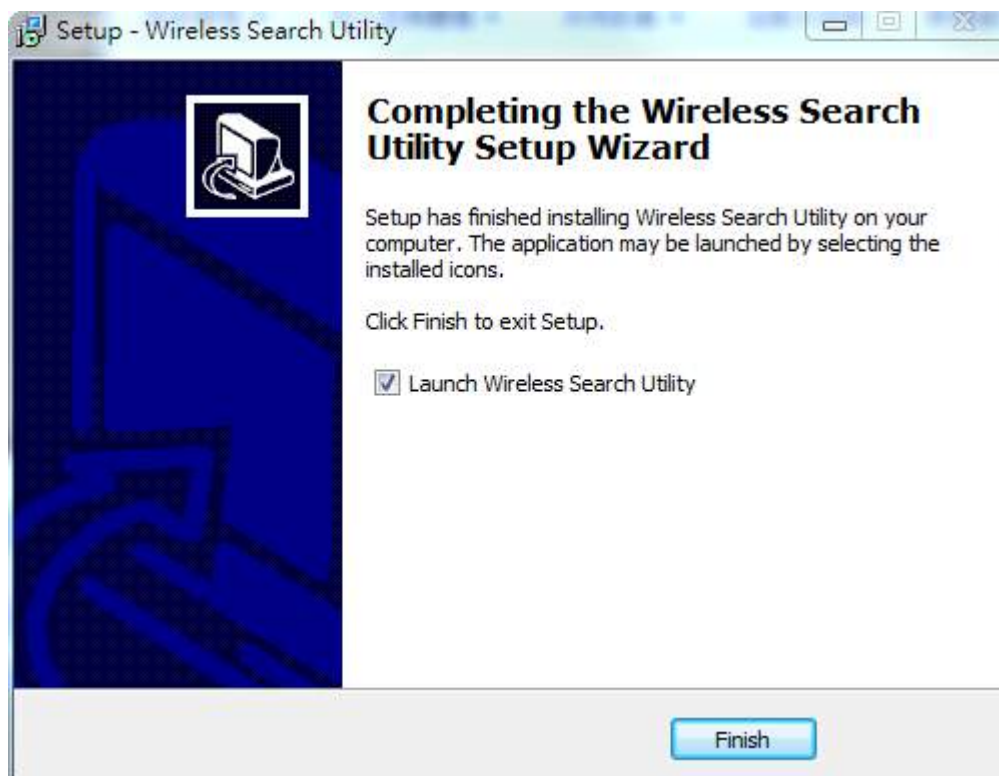 Setup - Wireless Search Utility
Completing the Wireless Search
Utility Setup Wizard
Setup has finished installing Wireless Search Utility on your
computer. The application may be launched by selecting the
installed icons.
Click Finish to exit Setup.
Launch Wireless Search Utility
Finish